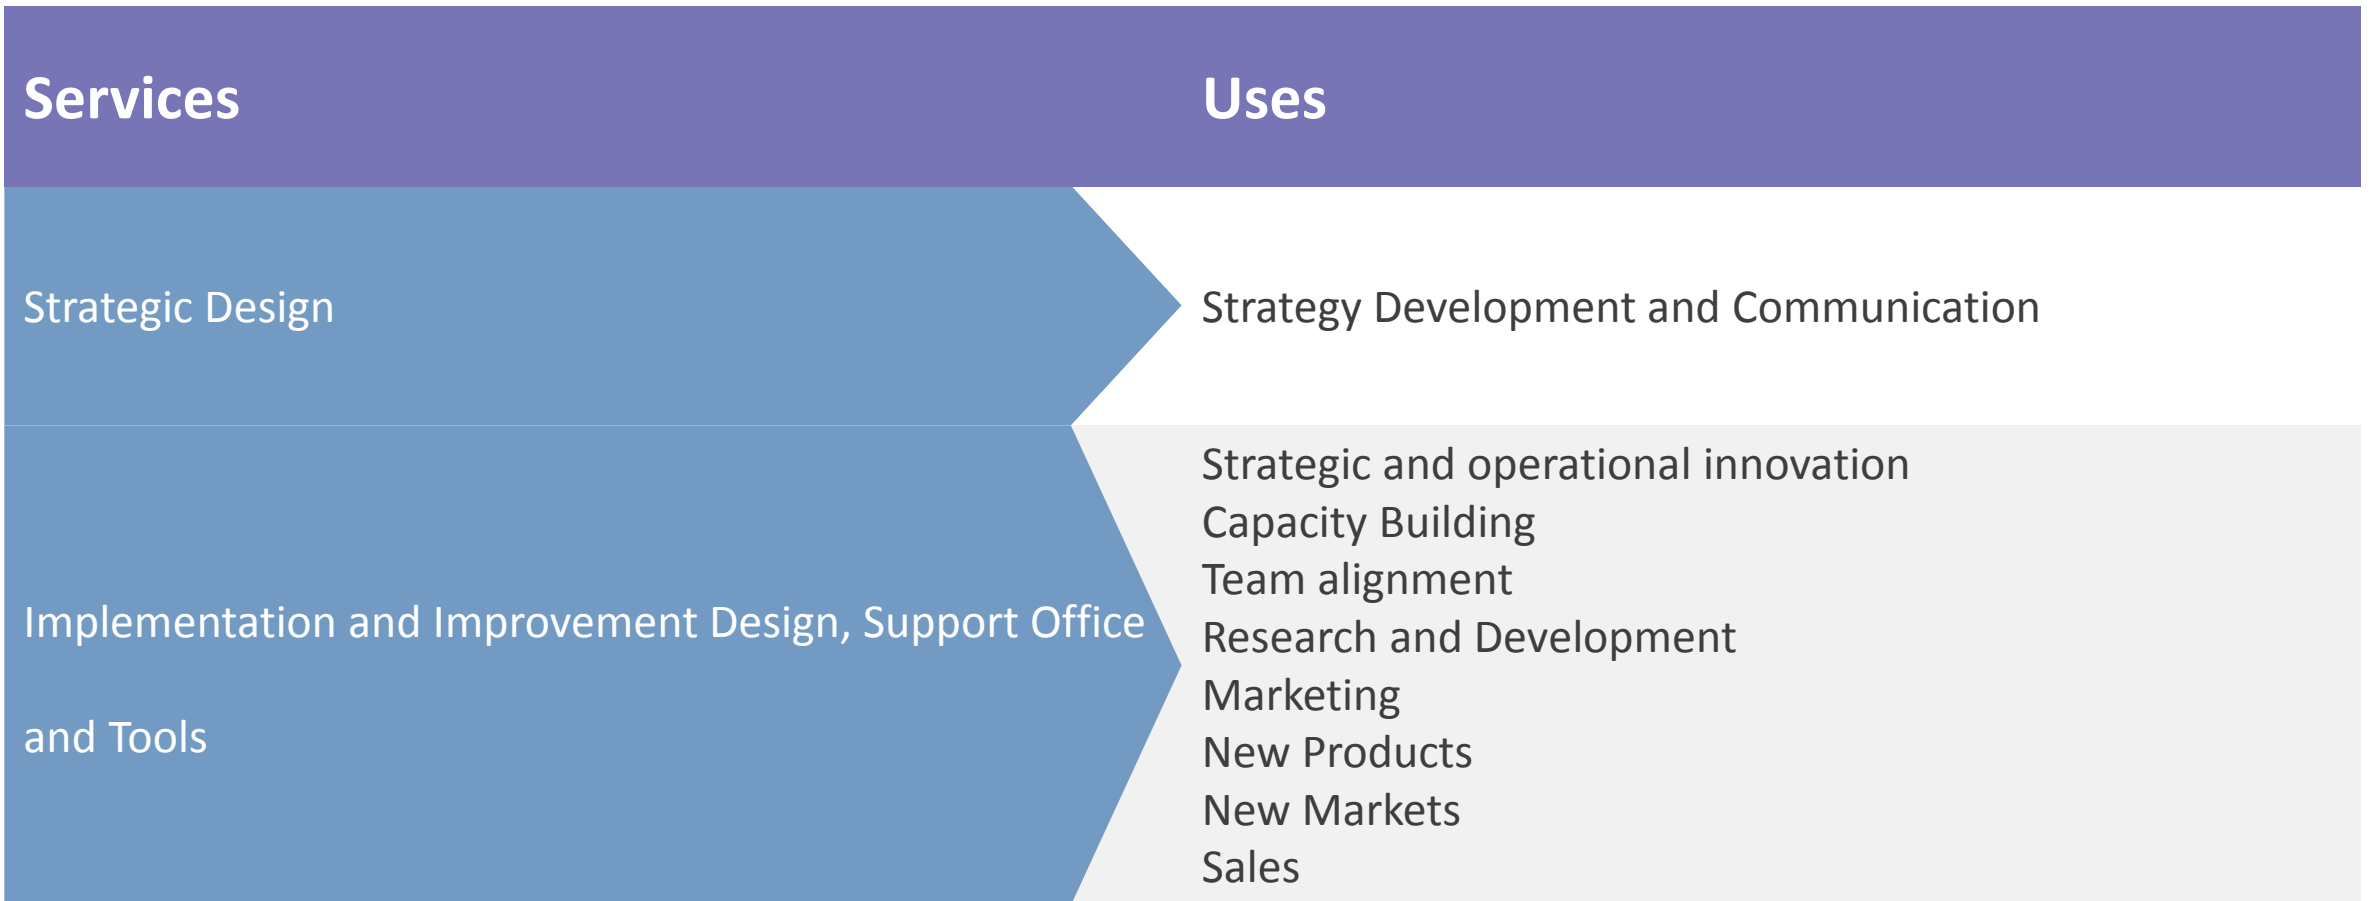 Services
Uses
Strategic Design
Strategy Development and Communication
Implementation and Improvement Design, Support Office
and Tools
Strategic and operational innovation
Capacity Building
Team alignment
Research and Development
Marketing
New Products
New Markets
Sales